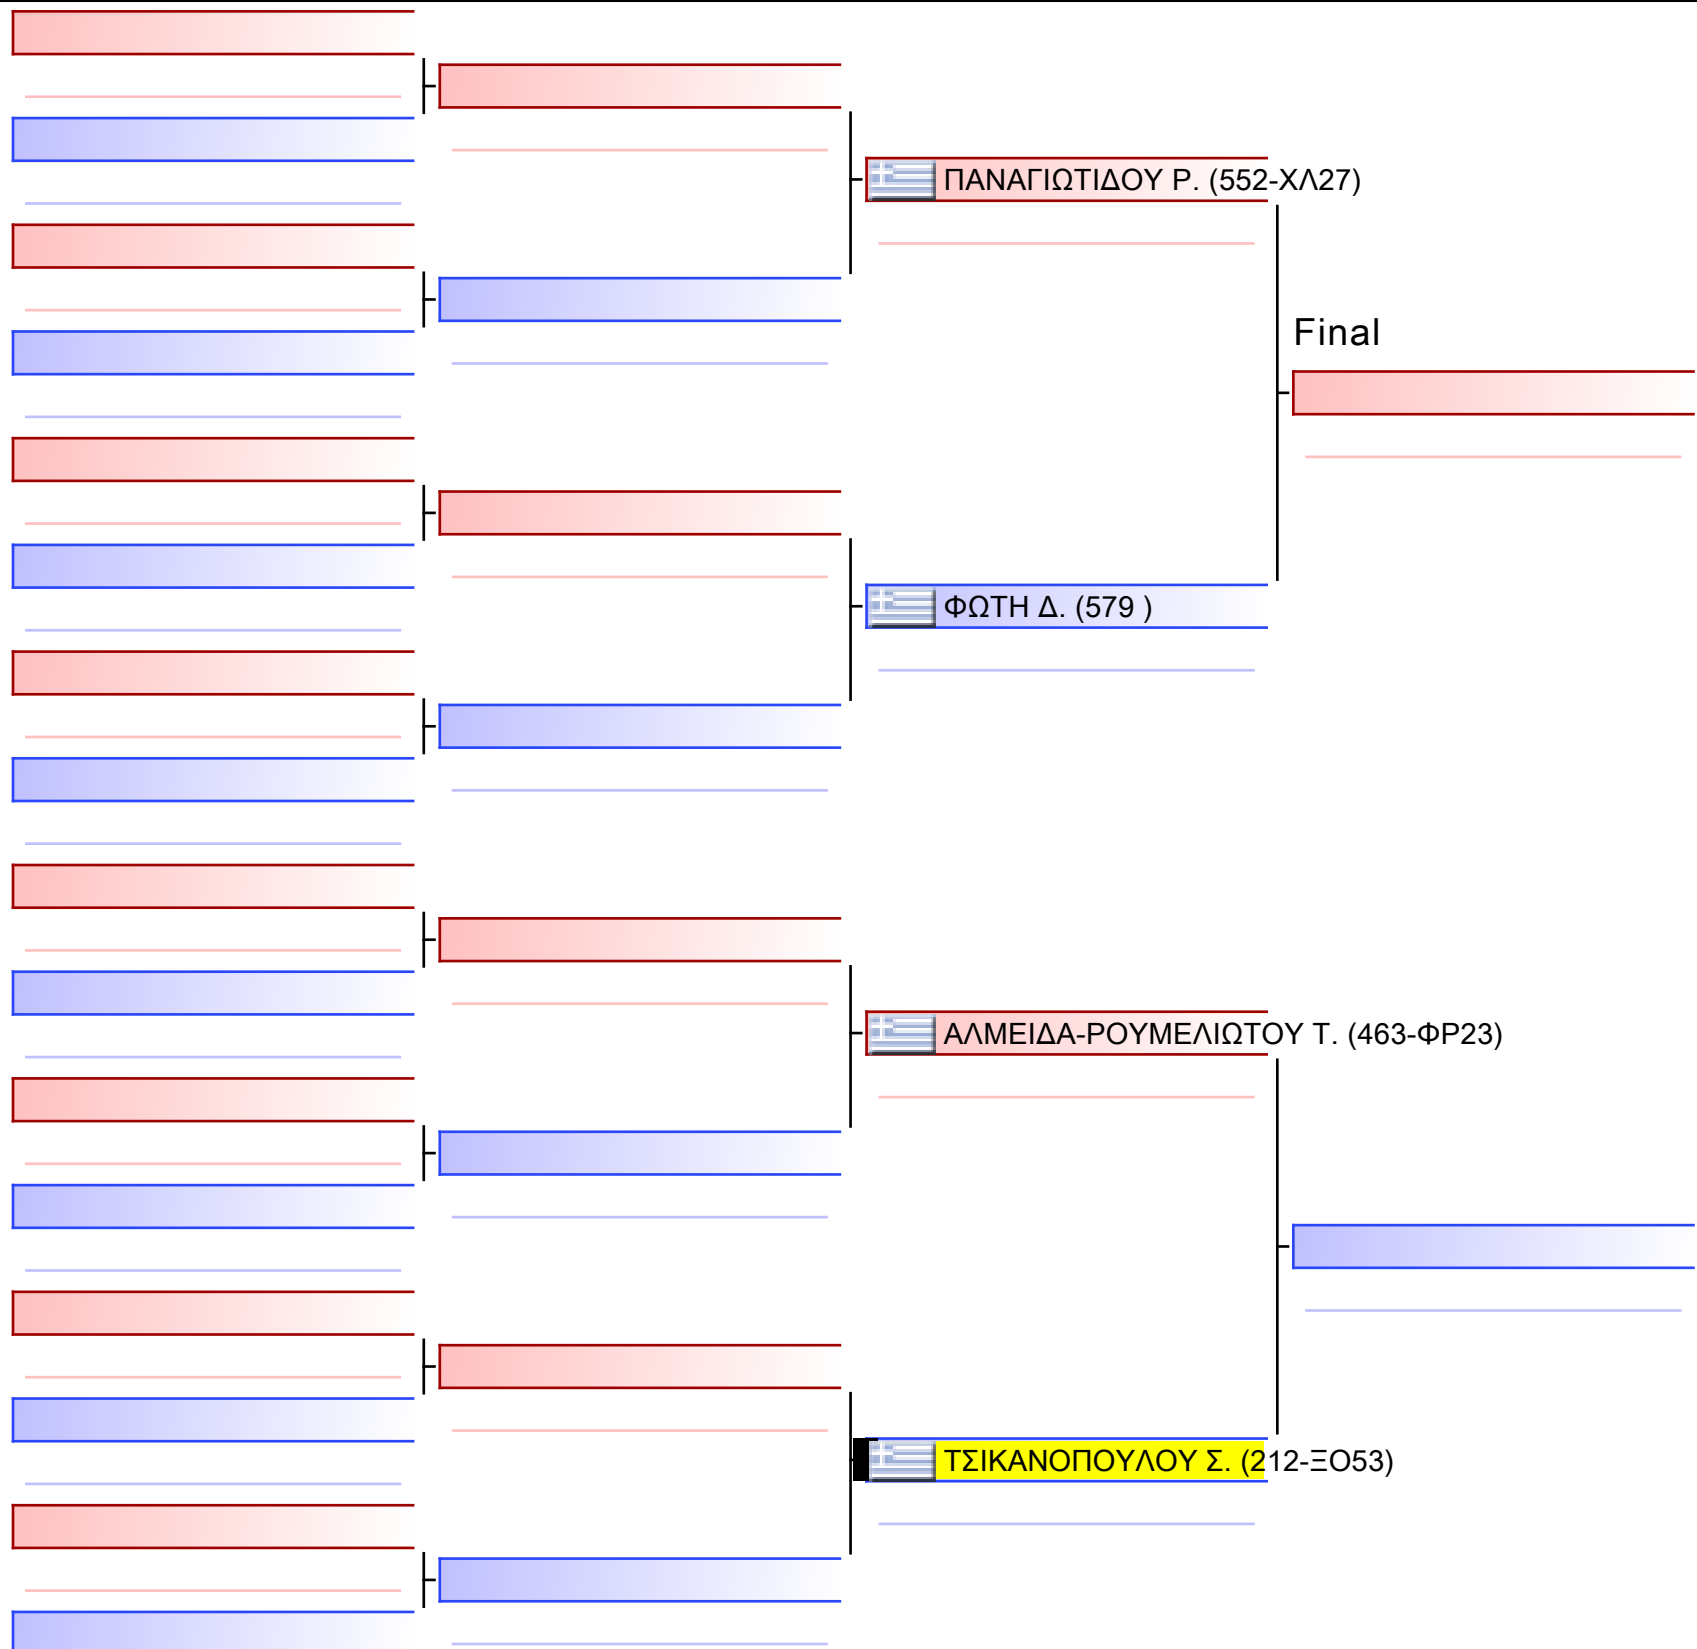 ΠΑΝΑΓΙΩΤΙΔΟΥ Ρ. (552-ΧΛ27)
Final
ΦΩΤΗ Δ. (579 )
ΑΛΜΕΙΔΑ-ΡΟΥΜΕΛΙΩΤΟΥ Τ. (463-ΦΡ23)
ΤΣΙΚΑΝΟΠΟΥΛΟΥ Σ. (212-ΞΟ53)